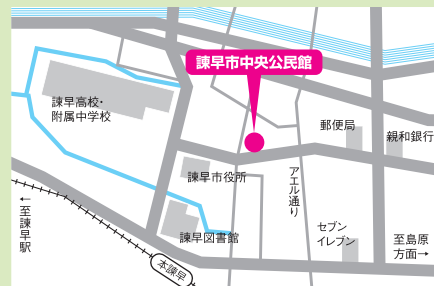 諫早市中央公民館
諫早高校・
附属中学校
郵便局
親和銀行
諫早市役所
アエル通り
諫早図書館
セブン
イレブン
←至諫早駅
本諫早
至島原
方面→